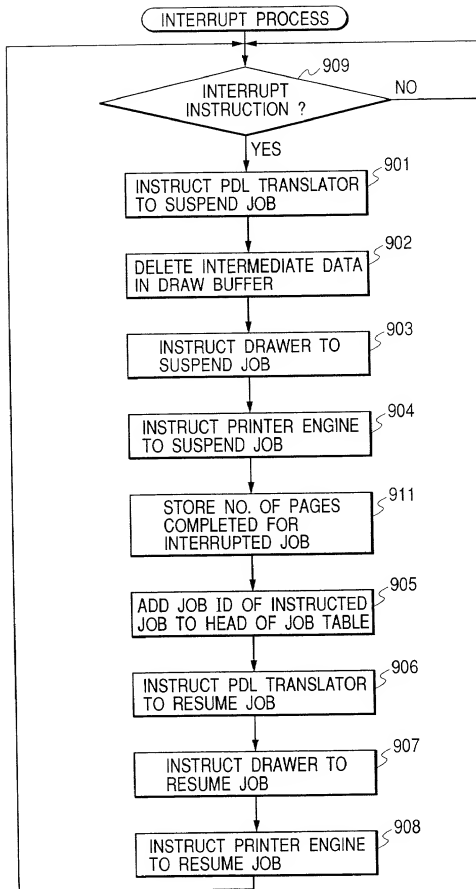 INTERRUPT PROCESS
909
INTERRUPT
INSTRUCTION ?
NO
YES
901
INSTRUCT PDL TRANSLATOR
TO SUSPEND JOB
902
DELETE INTERMEDIATE DATA
IN DRAW BUFFER
903
INSTRUCT DRAWER TO
SUSPEND JOB
904
INSTRUCT PRINTER ENGINE
TO SUSPEND JOB
911
STORE NO. OF PAGES
COMPLETED FOR
INTERRUPTED JOB
905
ADD JOB ID OF INSTRUCTED
JOB TO HEAD OF JOB TABLE
906
INSTRUCT PDL TRANSLATOR
TO RESUME JOB
907
INSTRUCT DRAWER TO
RESUME JOB
908
INSTRUCT PRINTER ENGINE
TO RESUME JOB